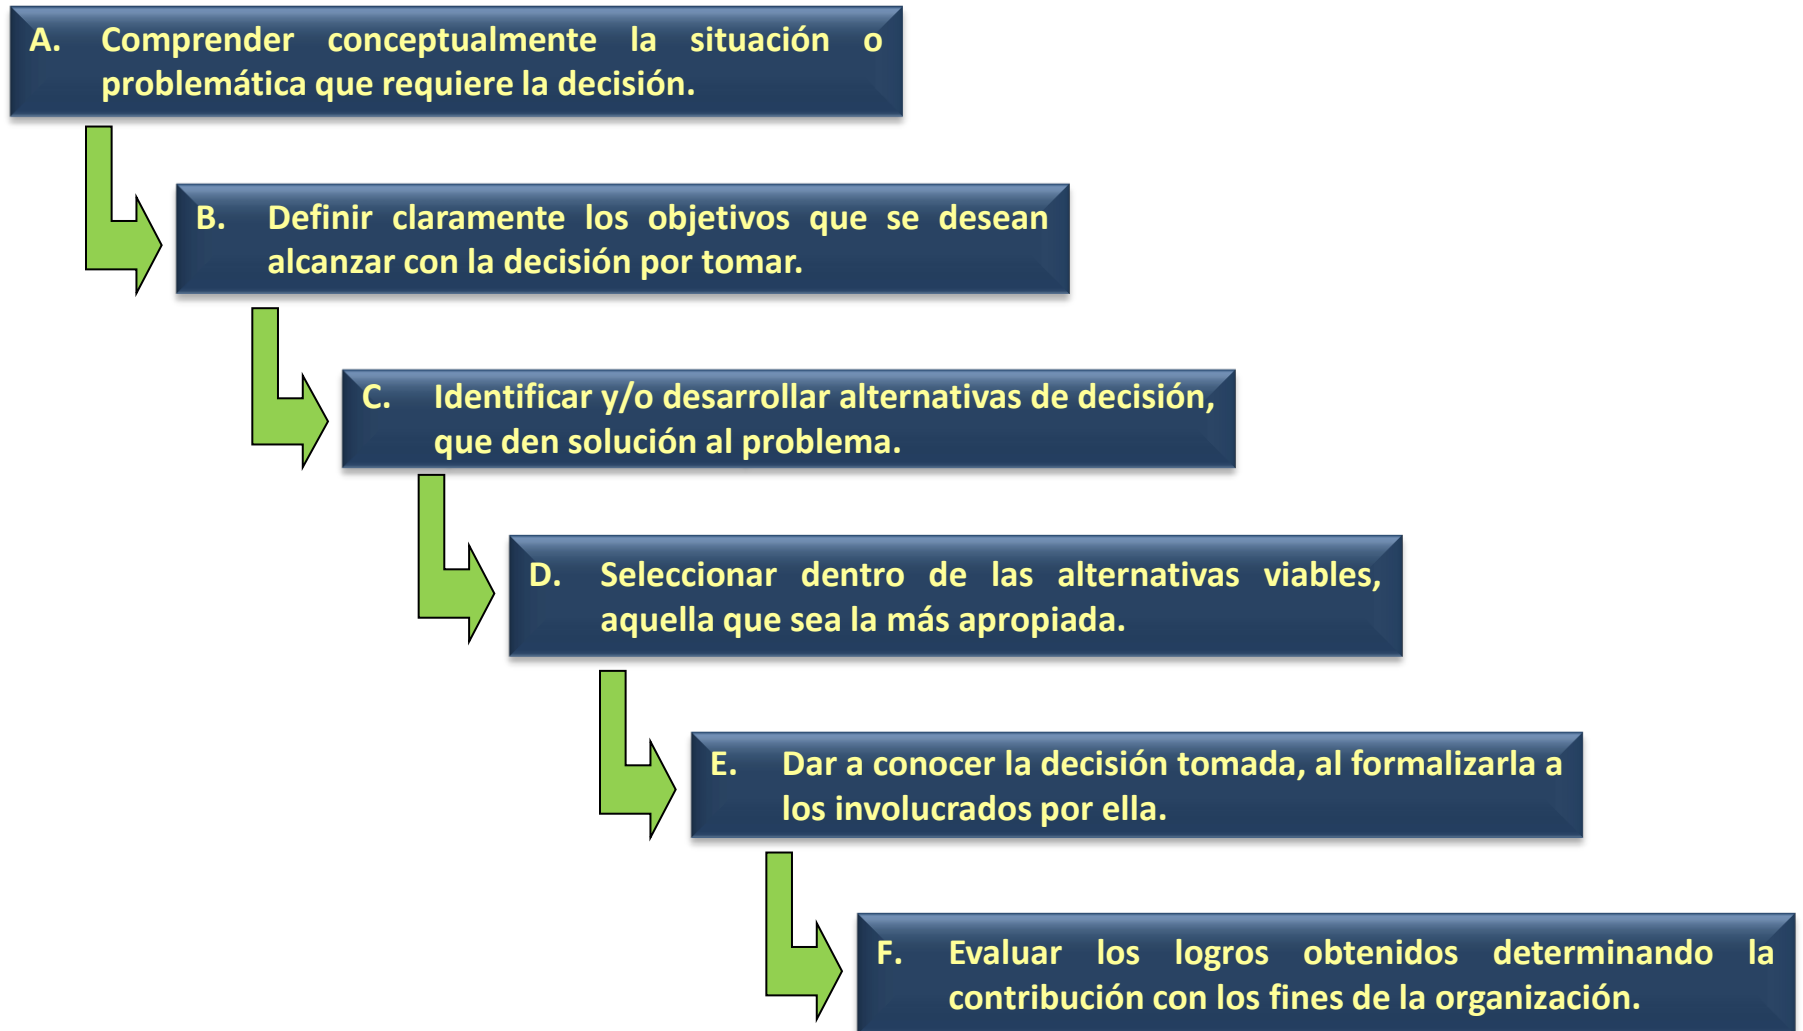 A. Comprender conceptualmente la situación o
problemática que requiere la decisión.
B. Definir claramente los objetivos que se desean
alcanzar con la decisión por tomar.
C. Identificar y/o desarrollar alternativas de decisión,
que den solución al problema.
D. Seleccionar dentro de las alternativas viables,
aquella que sea la más apropiada.
E. Dar a conocer la decisión tomada, al formalizarla a
los involucrados por ella.
F. Evaluar los logros obtenidos determinando la
contribución con los fines de la organización.